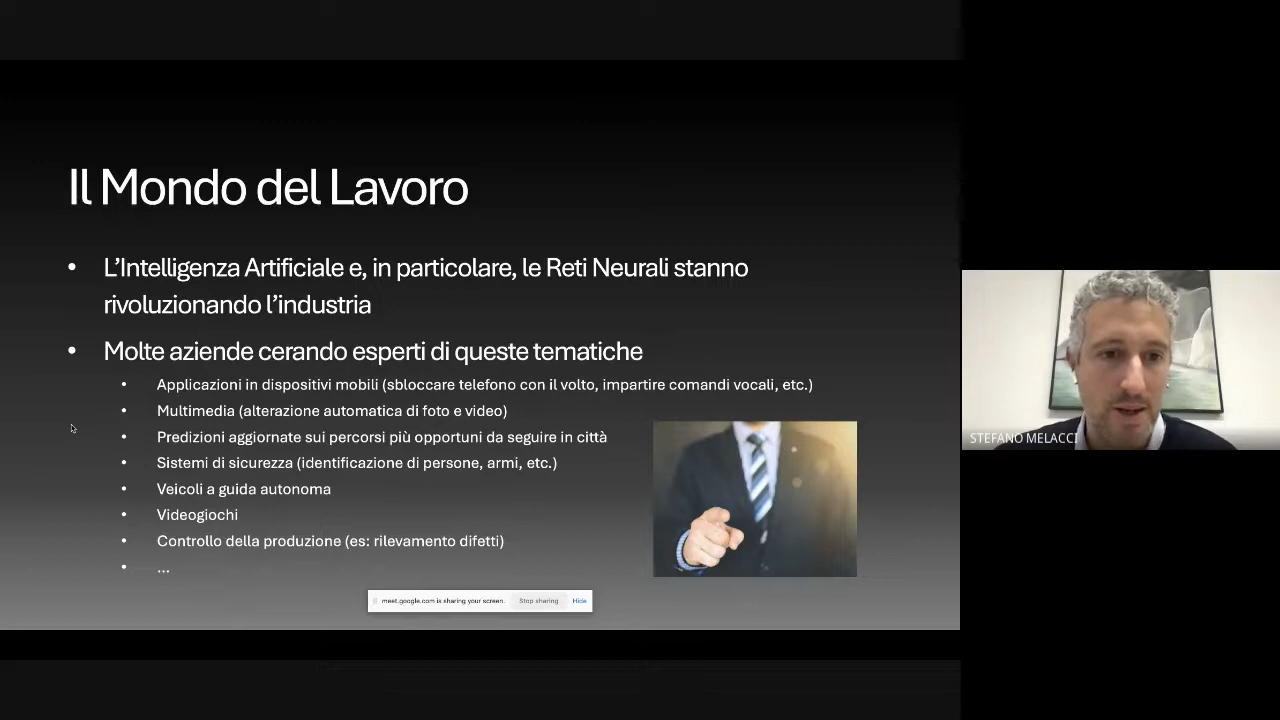 Il Mondo del Lavoro
• L’Intelligenza Artificiale e, in particolare, le Reti Neurali stanno
rivoluzionando l’industria
• Molte aziende cerando esperti di queste tematiche
• Applicazioni in dispositivi mobili (sbloccare telefono con il volto, impartire comandi vocali, etc.)
• Multimedia (alterazione automatica di foto e video)
• Predizioni aggiornate sui percorsi più opportuni da seguire in città
• Sistemi di sicurezza (identificazione di persone, armi, etc.)
• Veicoli a guida autonoma
• Videogiochi
• Controllo della produzione (es: rilevamento difetti)
• ...
meet.google.com is sharing your screen. Stop sharing Hide
STEFANO MELACCI